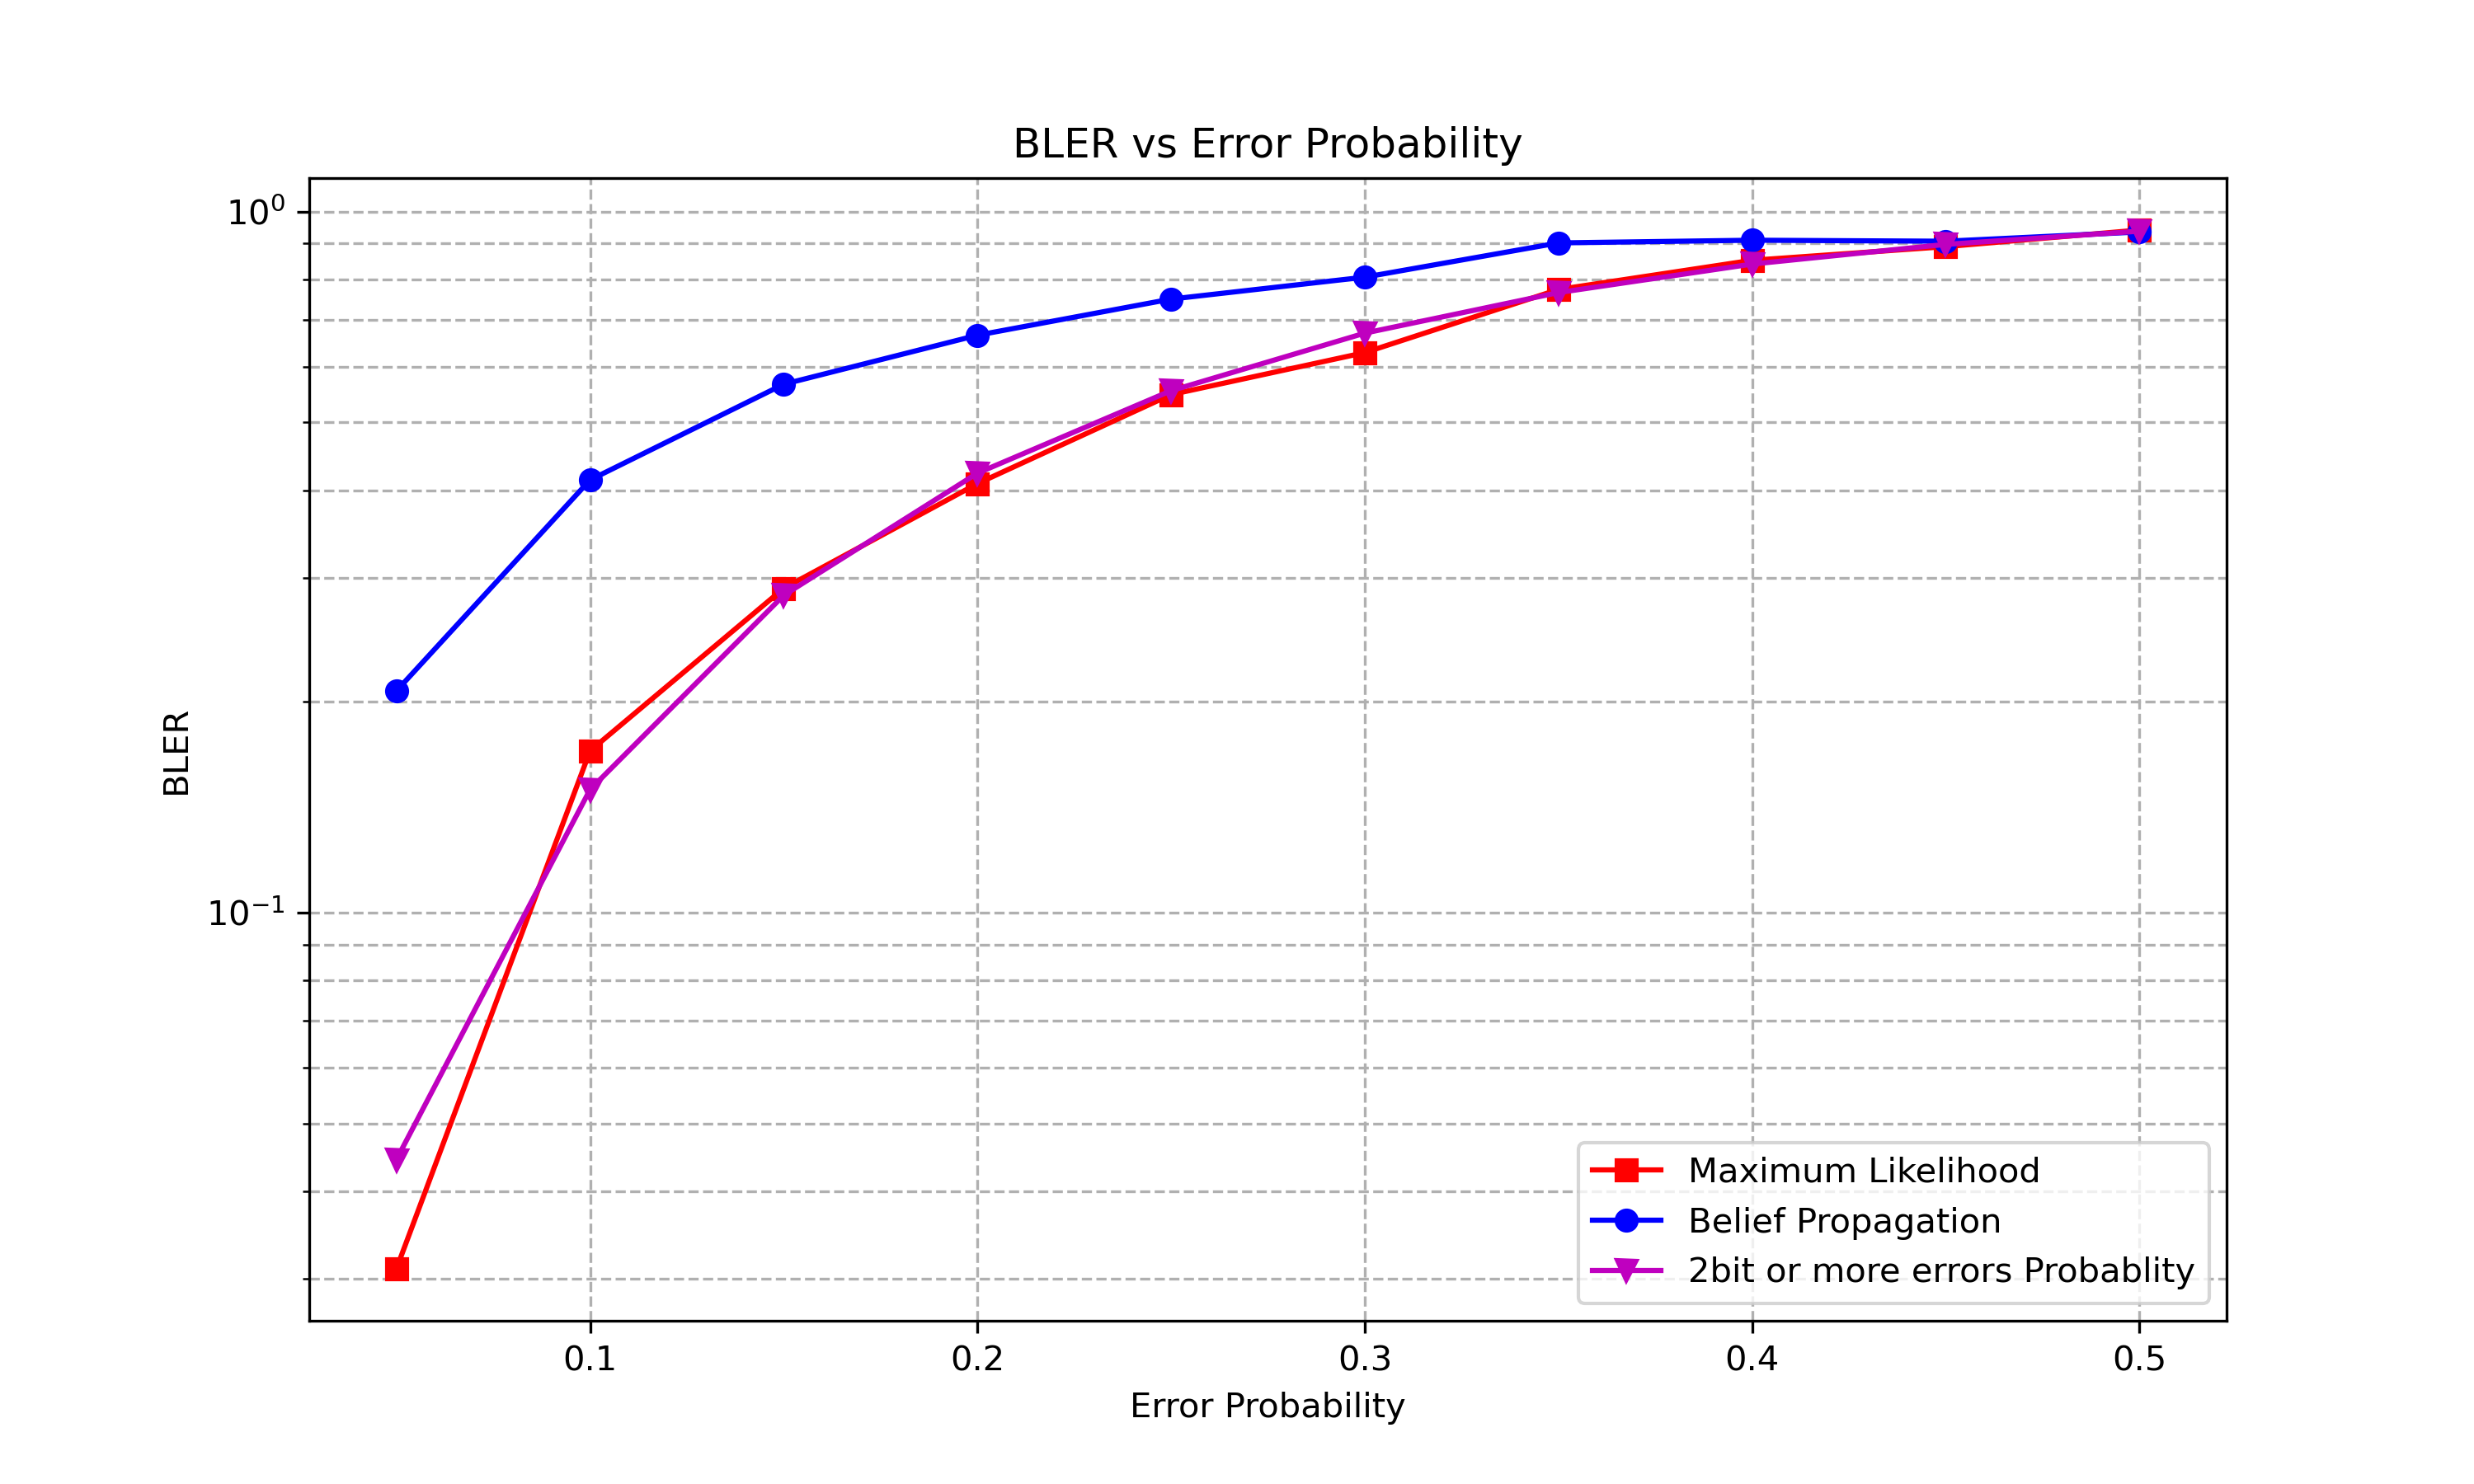 BLER vs Error Probability
10⁰
10⁻¹
BLER
Maximum Likelihood
Belief Propagation
2bit or more errors Probablity
0.1 0.2 0.3 0.4 0.5
Error Probability